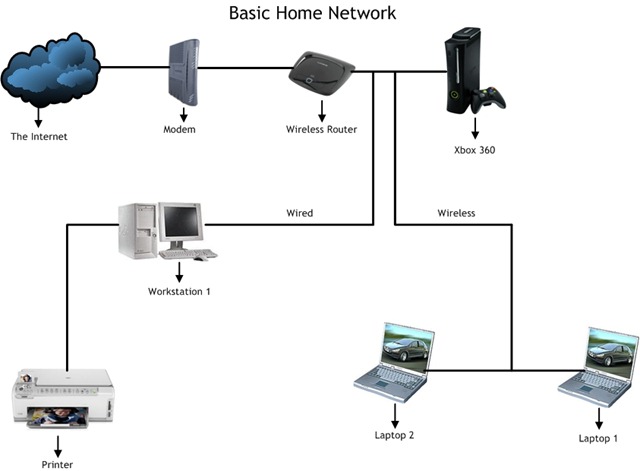 Basic Home Network
The Internet
Modem
Wireless Router
Xbox 360
Wired
Wireless
Workstation 1
Laptop 2
Laptop 1
Printer